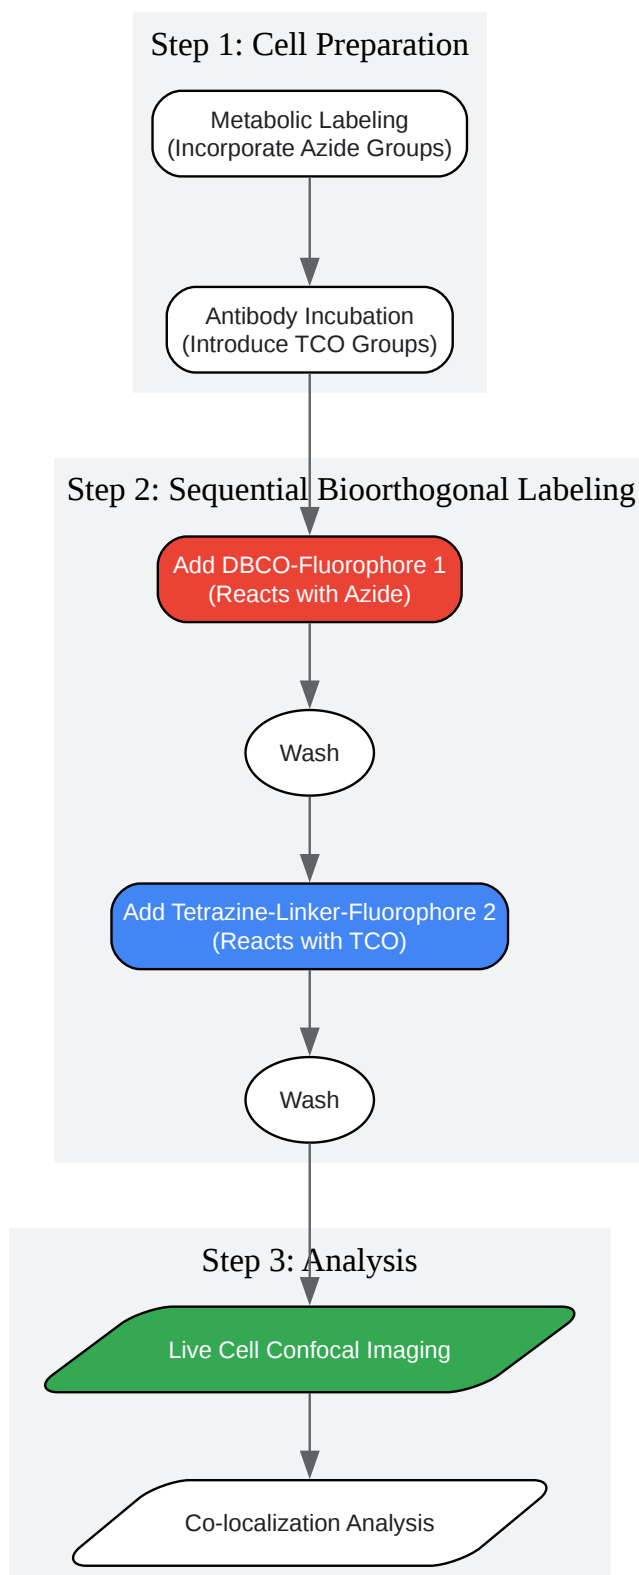 Step 1: Cell Preparation
Metabolic Labeling
(Incorporate Azide Groups)
Antibody Incubation
(Introduce TCO Groups)
Step 2: Sequential Bioorthogonal Labeling
Add DBCO-Fluorophore 1
(Reacts with Azide)
Wash
Add Tetrazine-Linker-Fluorophore 2
(Reacts with TCO)
Wash
Step 3: Analysis
Live Cell Confocal Imaging
Co-localization Analysis